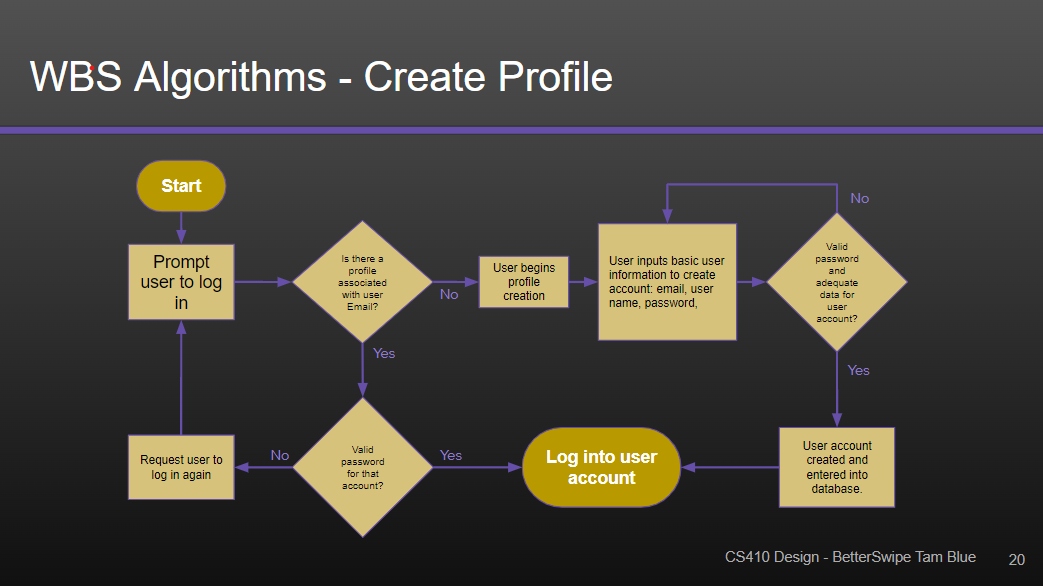 WBS Algorithms - Create Profile
Start
Prompt
user to log
in
Is there a
profile
associated
with user
Email?
No
User begins
profile
creation
User inputs basic user
information to create
account: email, user
name, password,
No
Valid
password
and
adequate
data for
user
account?
Yes
Yes
Request user to
log in again
No
Valid
password
for that
account?
Yes
Log into user
account
User account
created and
entered into
database.
CS410 Design - BetterSwipe Tam Blue
20